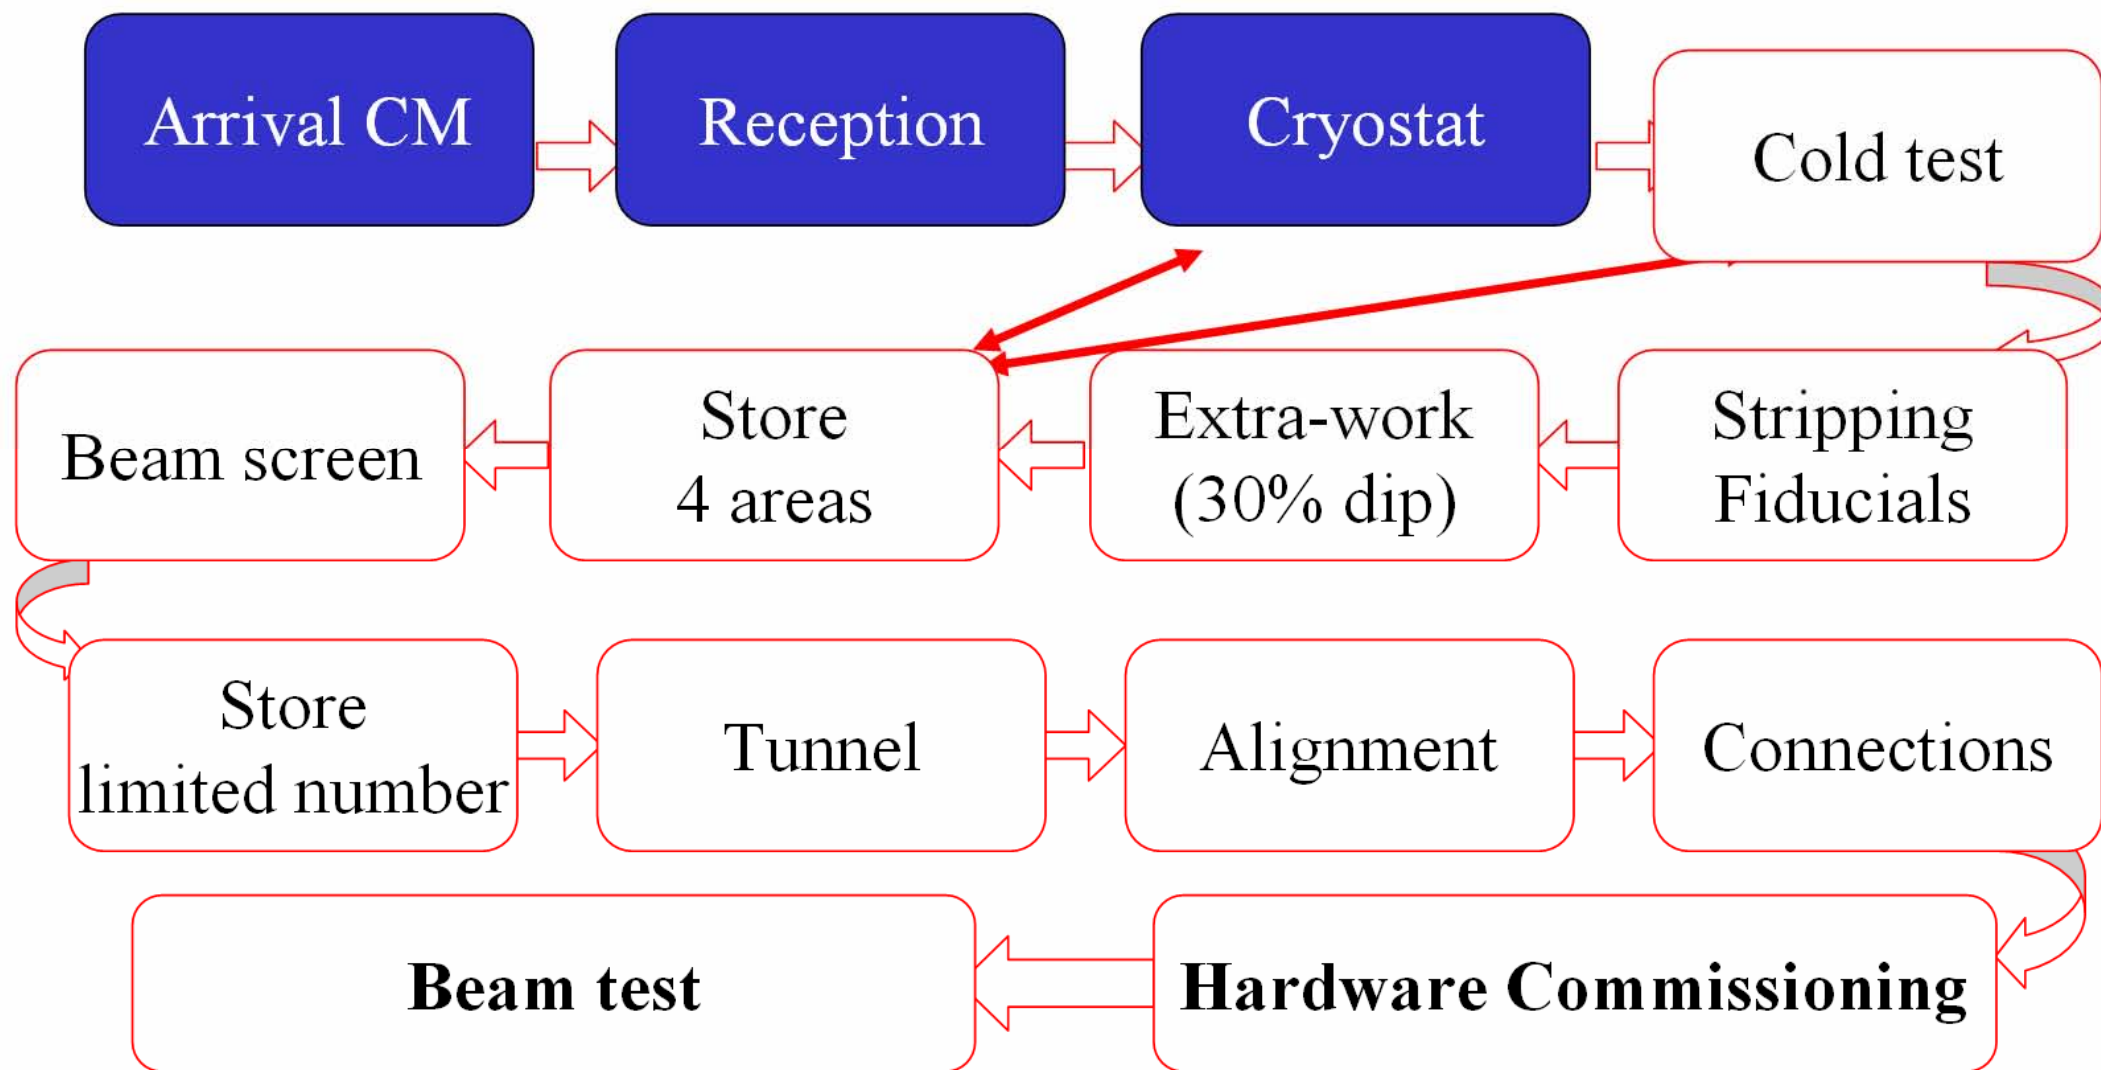 Arrival CM
Reception
Cryostat
Cold test
Stripping
Fiducials
Extra-work
(30% dip)
Store
4 areas
Beam screen
Store
limited number
Tunnel
Alignment
Connections
Hardware Commissioning
Beam test